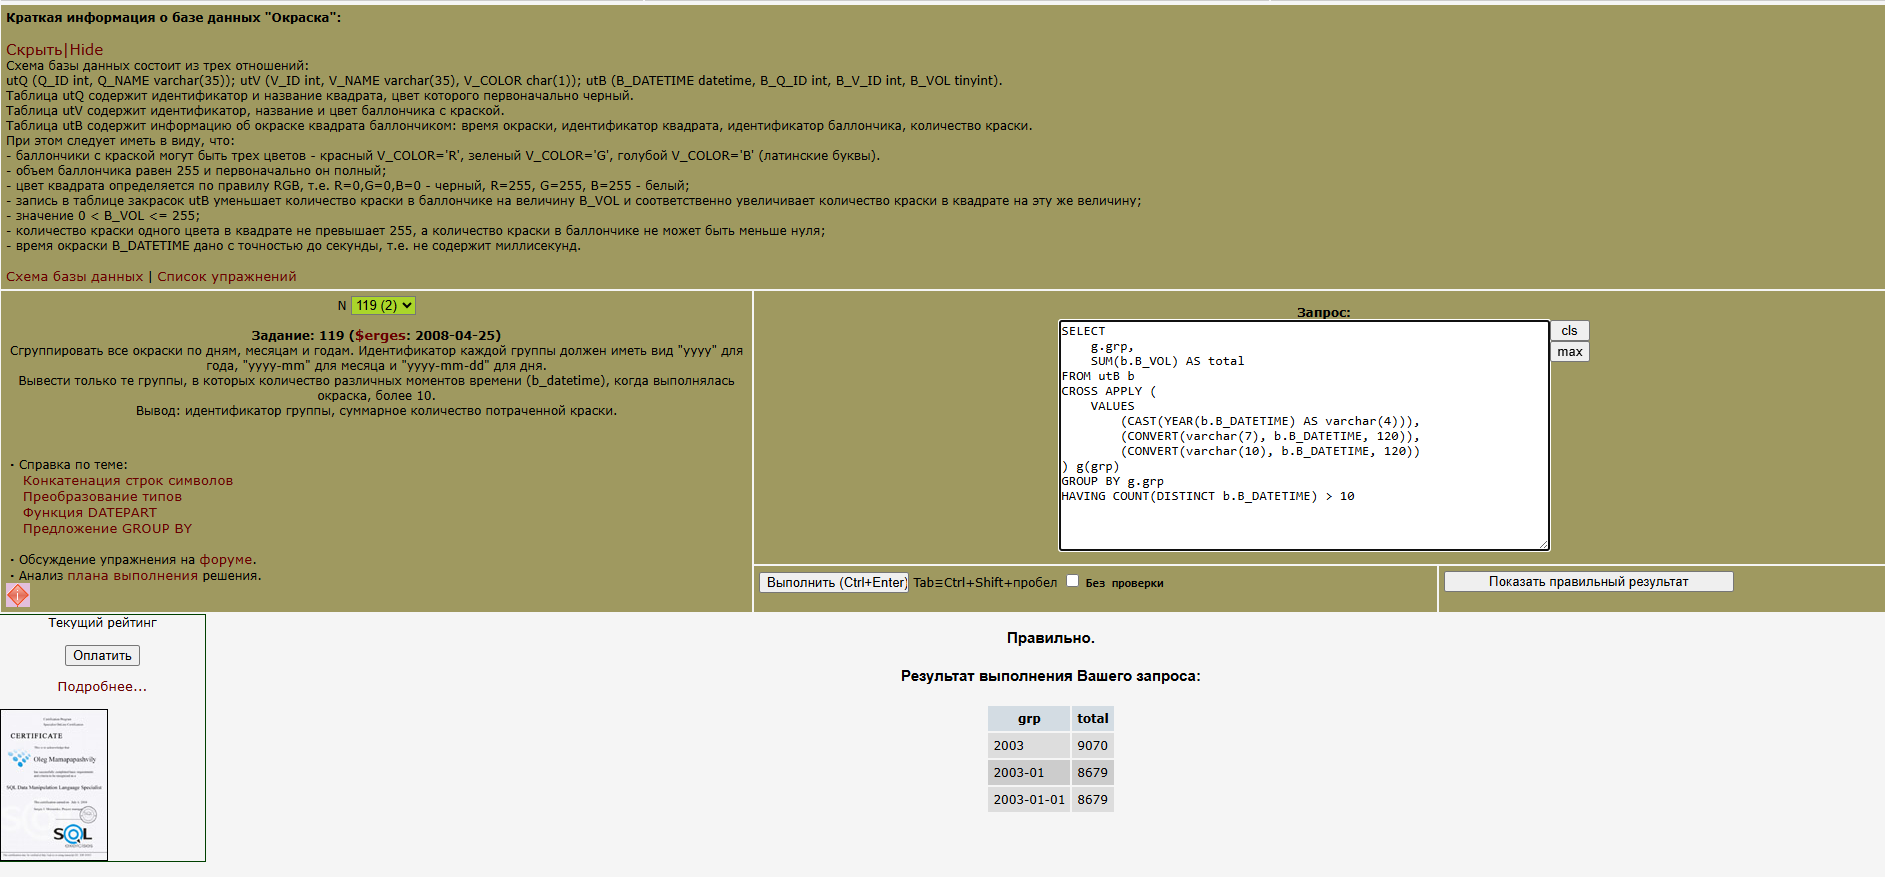 Краткая информация о базе данных "Окраска":
Скрыть|Hide
Схема базы данных состоит из трех отношений:
utQ (Q_ID int, Q_NAME varchar(35)); utV (V_ID int, V_NAME varchar(35), V_COLOR char(1)); utB (B_DATETIME datetime, B_Q_ID int, B_V_ID int, B_VOL tinyint).
Таблица utQ содержит идентификатор и название квадрата, цвет которого первоначально черный.
Таблица utV содержит идентификатор, название и цвет баллончика с краской.
Таблица utB содержит информацию об окраске квадрата баллончиком: время окраски, идентификатор квадрата, идентификатор баллончика, количество краски.
При этом следует иметь в виду, что:
- баллончики с краской могут быть трех цветов - красный V_COLOR='R', зеленый V_COLOR='G', голубой V_COLOR='B' (латинские буквы).
- объем баллончика равен 255 и первоначально он полный;
- цвет квадрата определяется по правилу RGB, т.е. R=0,G=0,B=0 - черный, R=255, G=255, B=255 - белый;
- запись в таблице закрасок utB уменьшает количество краски в баллончике на величину B_VOL и соответственно увеличивает количество краски в квадрате на эту же величину;
- значение 0 < B_VOL <= 255;
- количество краски одного цвета в квадрате не превышает 255, а количество краски в баллончике не может быть меньше нуля;
- время окраски B_DATETIME дано с точностью до секунды, т.е. не содержит миллисекунд.
Схема базы данных | Список упражнений
N 119 (2)
Задание: 119 ($erges: 2008-04-25)
Сгруппировать все окраски по дням, месяцам и годам. Идентификатор каждой группы должен иметь вид "yyyy" для
года, "yyyy-mm" для месяца и "yyyy-mm-dd" для дня.
Вывести только те группы, в которых количество различных моментов времени (b_datetime), когда выполнялась
окраска, более 10.
Вывод: идентификатор группы, суммарное количество потраченной краски.
· Справка по теме:
Конкатенация строк символов
Преобразование типов
Функция DATEPART
Предложение GROUP BY
· Обсуждение упражнения на форуме.
· Анализ плана выполнения решения.
Запрос:
SELECT
g.grp,
SUM(b.B_VOL) AS total
FROM utB b
CROSS APPLY (
VALUES
(CAST(YEAR(b.B_DATETIME) AS varchar(4))),
(CONVERT(varchar(7), b.B_DATETIME, 120)),
(CONVERT(varchar(10), b.B_DATETIME, 120))
) g(grp)
GROUP BY g.grp
HAVING COUNT(DISTINCT b.B_DATETIME) > 10
cls
max
Выполнить (Ctrl+Enter) Tab≡Ctrl+Shift+пробел Без проверки
Показать правильный результат
Текущий рейтинг
Оплатить
Подробнее...
CERTIFICATE
Oleg Mamapapashvily
SQL Data Manipulation Language Specialist
SQL
Правильно.
Результат выполнения Вашего запроса:
grp total
2003 9070
2003-01 8679
2003-01-01 8679